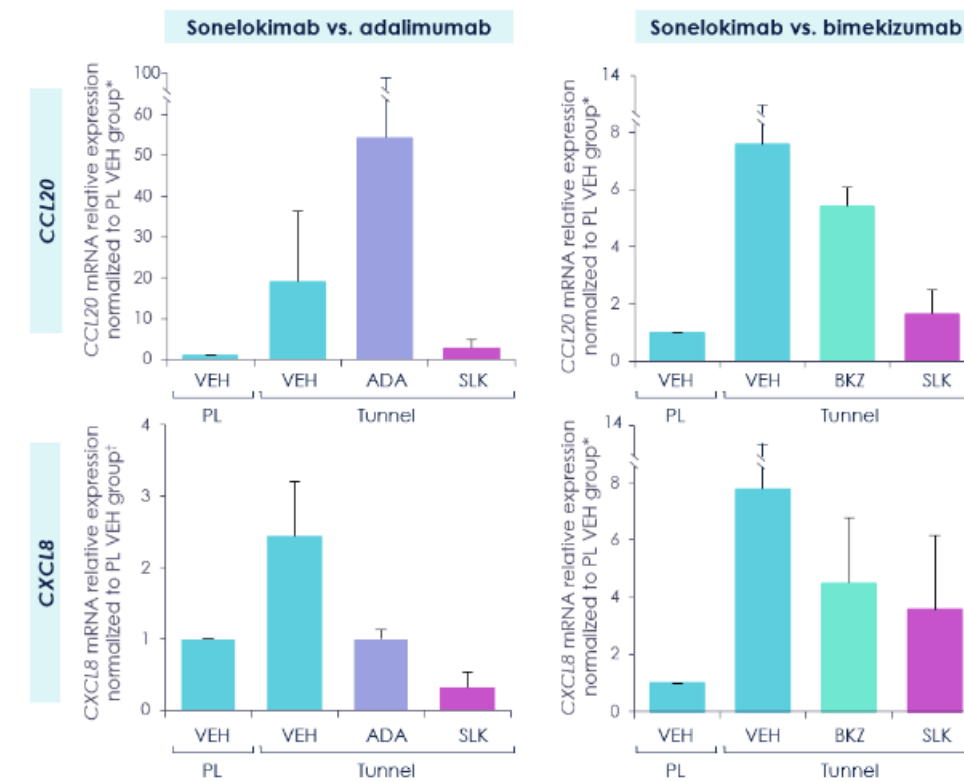 Sonelokimab vs. adalimumab
Sonelokimab vs. bimekizumab
CCL20
CCL20 mRNA relative expression
normalized to PL VEH group*
100
60
50
40
30
20
10
0
VEH
VEH
ADA
SLK
PL
Tunnel
CCL20 mRNA relative expression
normalized to PL VEH group*
14
8
6
4
2
0
VEH
VEH
BKZ
SLK
PL
Tunnel
CXCL8
CXCL8 mRNA relative expression
normalized to PL VEH group†
4
3
2
1
0
VEH
VEH
ADA
SLK
PL
Tunnel
CXCL8 mRNA relative expression
normalized to PL VEH group*
14
8
6
4
2
0
VEH
VEH
BKZ
SLK
PL
Tunnel